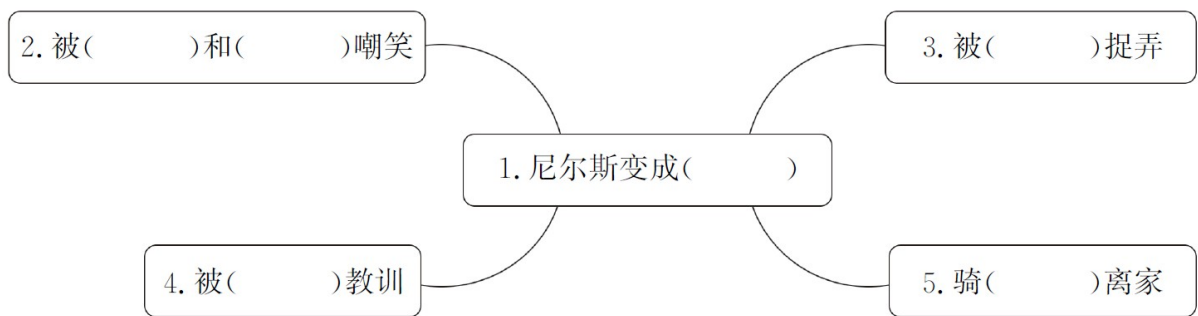 2.被(　　　)和(　　　)嘲笑
3.被(　　　)捉弄
1.尼尔斯变成(　　　)
4.被(　　　)教训
5.骑(　　　)离家